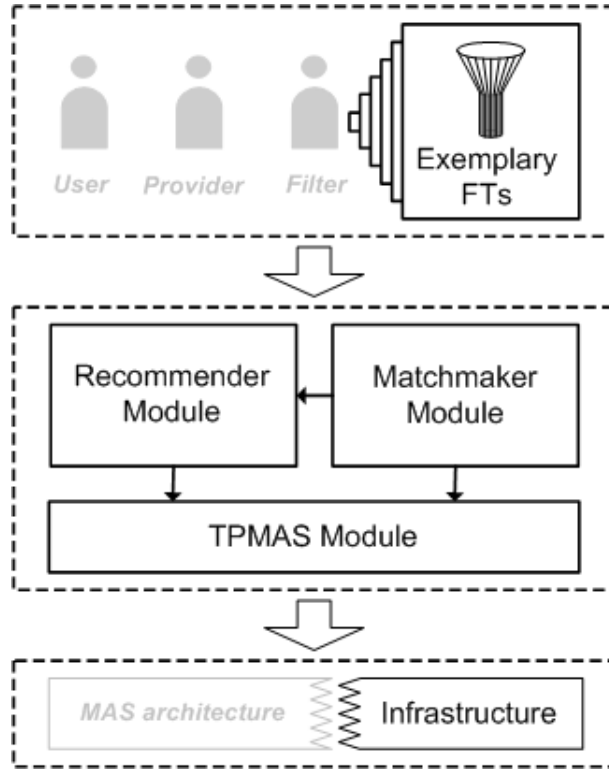 User
Provider
Filter
Exemplary
FTs
Recommender
Module
Matchmaker
Module
TPMAS Module
MAS architecture
Infrastructure